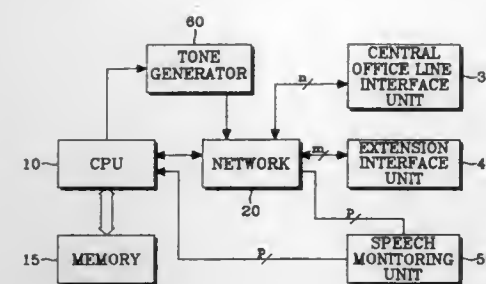 60
TONE
GENERATOR
CENTRAL
OFFICE LINE
INTERFACE
UNIT
3
n
10
CPU
NETWORK
m
EXTENSION
INTERFACE
UNIT
4
20
P
15
MEMORY
P
SPEECH
MONITORING
UNIT
5